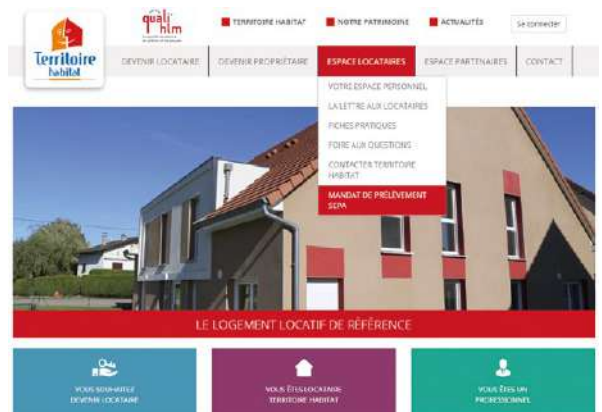 Territoire
habitat
quali
hlm
TERRITOIRE HABITAT
NOTRE PATRIMOINE
ACTUALITÉS
Se connecter
DEVENIR LOCATAIRE
DEVENIR PROPRIÉTAIRE
ESPACE LOCATAIRES
ESPACE PARTENAIRES
CONTACT
VOTRE ESPACE PERSONNEL
LA LETTRE AUX LOCATAIRES
FICHES PRATIQUES
FOIRE AUX QUESTIONS
CONTACTER TERRITOIRE
HABITAT
MANDAT DE PRÉLÈVEMENT
SEPA
LE LOGEMENT LOCATIF DE RÉFÉRENCE
VOUS SOUHAITEZ
DEVENIR LOCATAIRE
VOUS ÊTES LOCATAIRE
TERRITOIRE HABITAT
VOUS ÊTES UN
PROFESSIONNEL